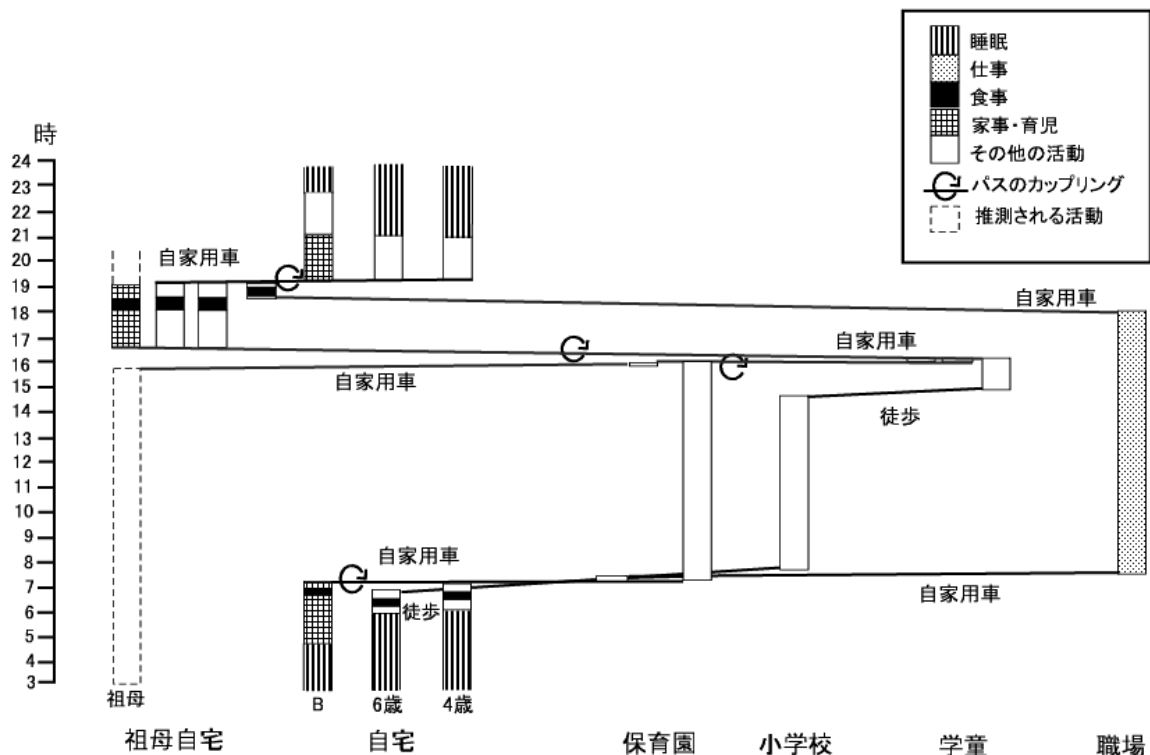 睡眠
仕事
食事
家事・育児
その他の活動
パスのカップリング
推測される活動
時
24
23
22
21
20
19
18
17
16
15
14
13
12
11
10
9
8
7
6
5
4
3
自家用車
自家用車
自家用車
自家用車
徒歩
自家用車
徒歩
自家用車
祖母
B
6歳
4歳
祖母自宅
自宅
保育園
小学校
学童
職場